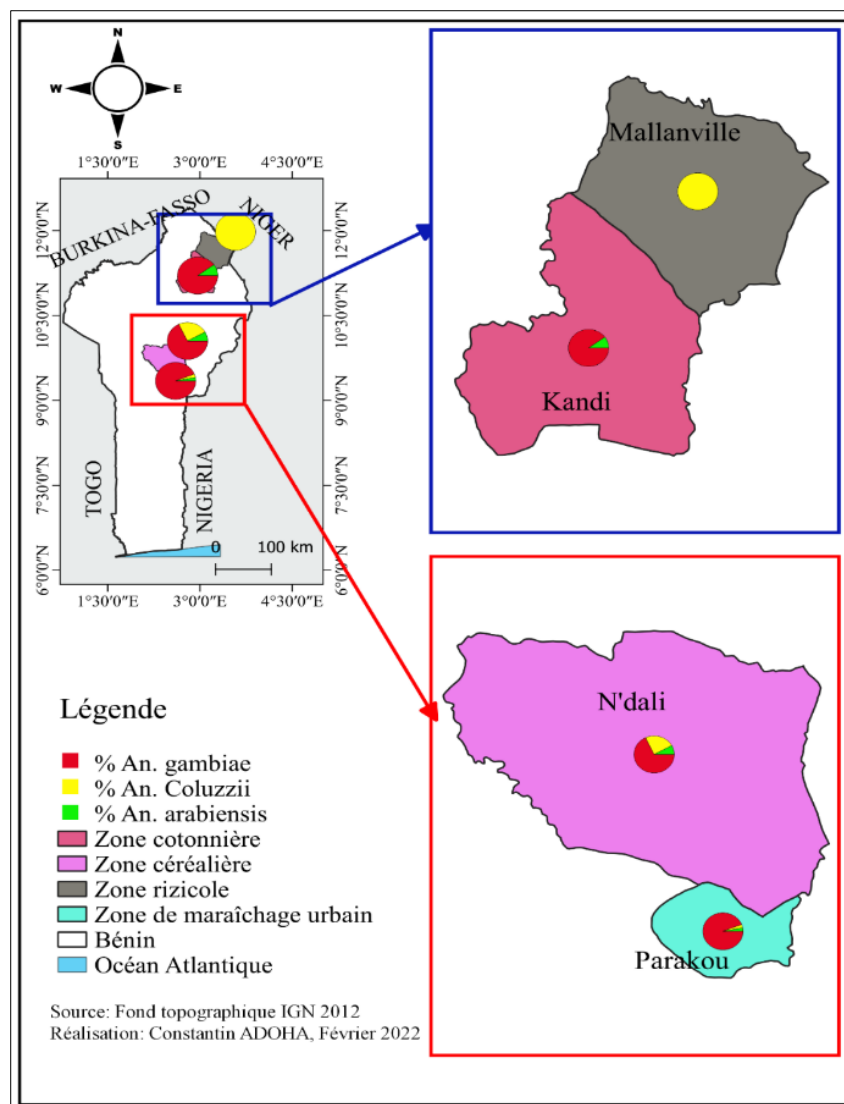 N
W
E
S
1°30'0"E
3°0'0"E
4°30'0"E
12°0'0"N
12°0'0"N
10°30'0"N
10°30'0"N
9°0'0"N
9°0'0"N
7°30'0"N
7°30'0"N
6°0'0"N
6°0'0"N
BURKINA-FASSO
NIGER
TOGO
NIGERIA
0
100 km
1°30'0"E
3°0'0"E
4°30'0"E
Mallanville
Kandi
N'dali
Parakou
Légende
% An. gambiae
% An. Coluzzii
% An. arabiensis
Zone cotonnière
Zone céréalière
Zone rizicole
Zone de maraîchage urbain
Bénin
Océan Atlantique
Source: Fond topographique IGN 2012
Réalisation: Constantin ADOHA, Février 2022